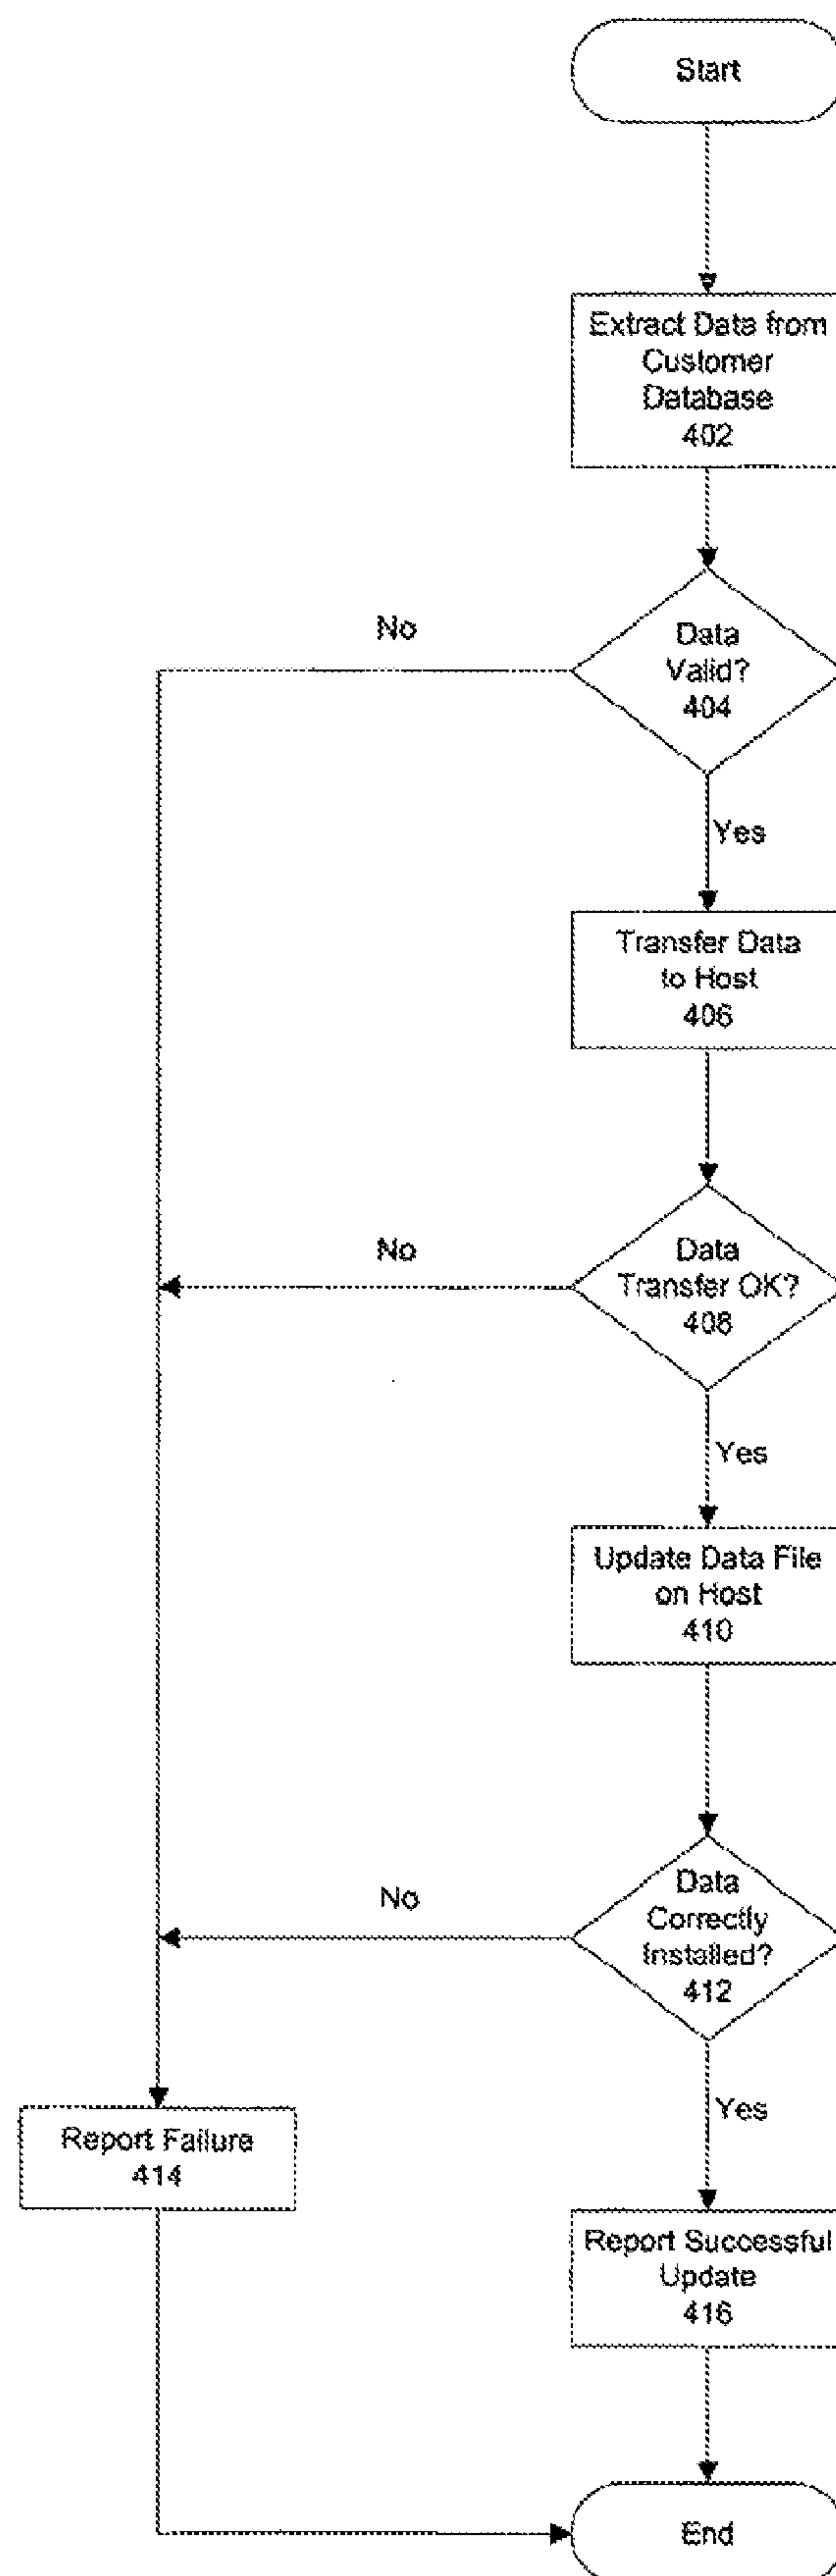 Start
Extract Data from
Customer
Database
402
No
Data
Valid?
404
Yes
Transfer Data
to Host
406
No
Data
Transfer OK?
408
Yes
Update Data File
on Host
410
No
Data
Correctly
Installed?
412
Yes
Report Failure
414
Report Successful
Update
416
End